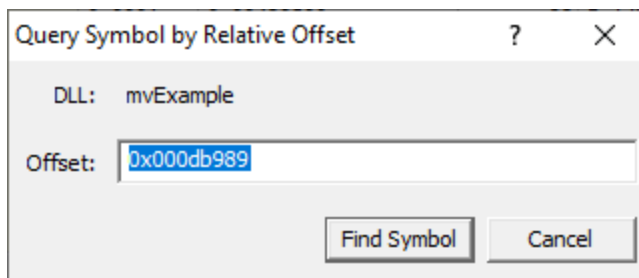 Query Symbol by Relative Offset ?
DLL: mvExample
Offset: 0x000db989
Find Symbol Cancel